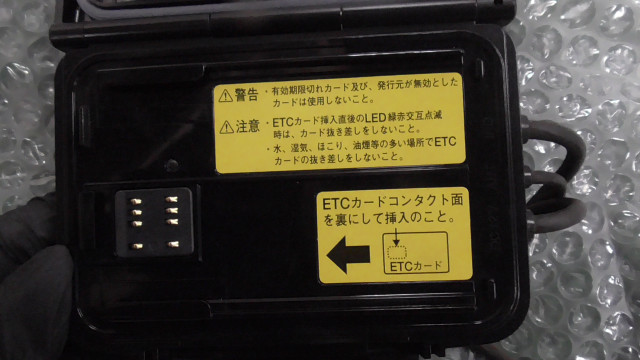 ⚠警告 ・有効期限切れカード及び、発行元が無効とした
カードは使用しないこと。
⚠注意 ・ETCカード挿入直後のLED緑赤交互点滅
時は、カード抜き差しをしないこと。
・水、湿気、ほこり、油煙等の多い場所でETC
カードの抜き差しをしないこと。
ETCカードコンタクト面
を裏にして挿入のこと。
ETCカード